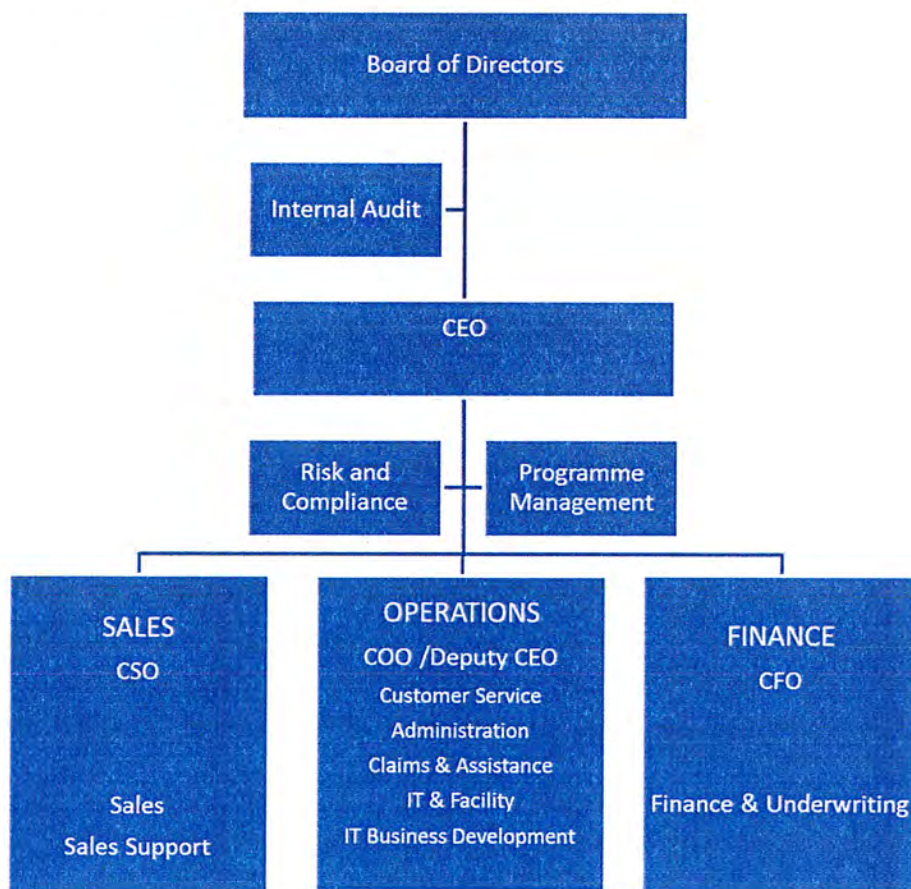 Board of Directors
Internal Audit
CEO
Risk and
Compliance
Programme
Management
SALES
CSO
Sales
Sales Support
OPERATIONS
COO /Deputy CEO
Customer Service
Administration
Claims & Assistance
IT & Facility
IT Business Development
FINANCE
CFO
Finance & Underwriting